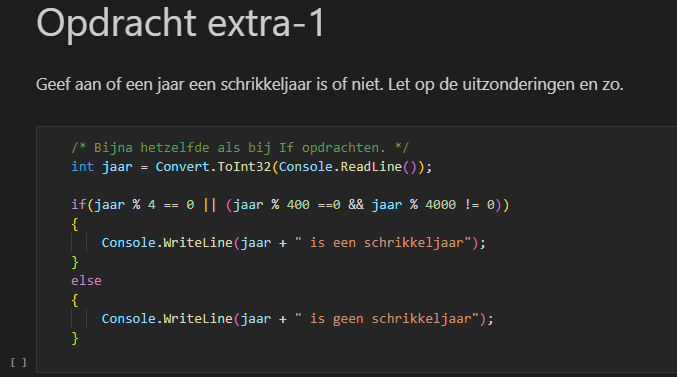 Opdracht extra-1
Geef aan of een jaar een schrikkeljaar is of niet. Let op de uitzonderingen en zo.
/* Bijna hetzelfde als bij If opdrachten. */
int jaar = Convert.ToInt32(Console.ReadLine());
if(jaar % 4 == 0 || (jaar % 400 ==0 && jaar % 4000 != 0))
{
Console.WriteLine(jaar + " is een schrikkeljaar");
}
else
{
Console.WriteLine(jaar + " is geen schrikkeljaar");
}
[ ]